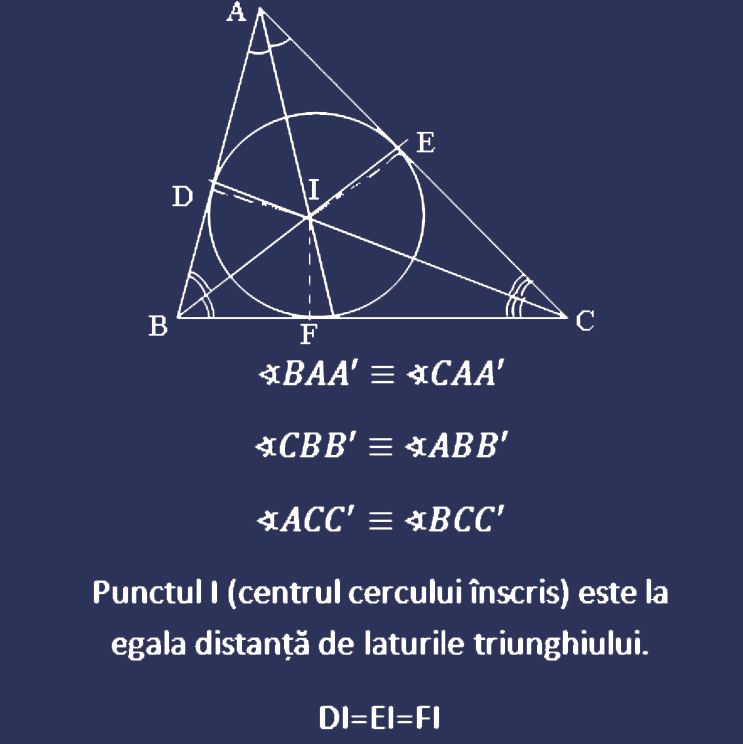 A
E
D
I
B
F
C
∢BAA′ ≡ ∢CAA′
∢CBB′ ≡ ∢ABB′
∢ACC′ ≡ ∢BCC′
Punctul I (centrul cercului înscris) este la
egala distanță de laturile triunghiului.
DI=EI=FI